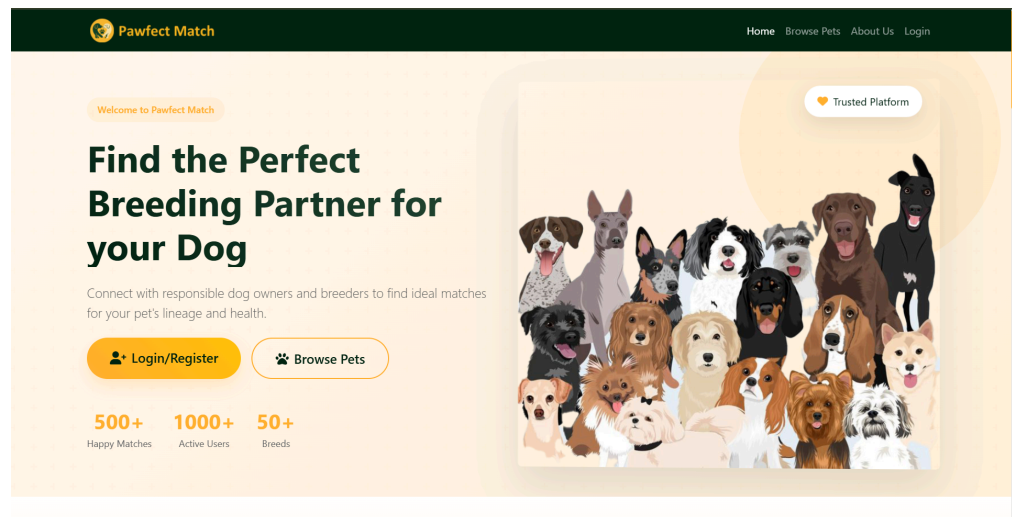 Pawfect Match
Home Browse Pets About Us Login
Welcome to Pawfect Match
Trusted Platform
Find the Perfect
Breeding Partner for
your Dog
Connect with responsible dog owners and breeders to find ideal matches
for your pet's lineage and health.
Login/Register Browse Pets
500+ 1000+ 50+
Happy Matches Active Users Breeds